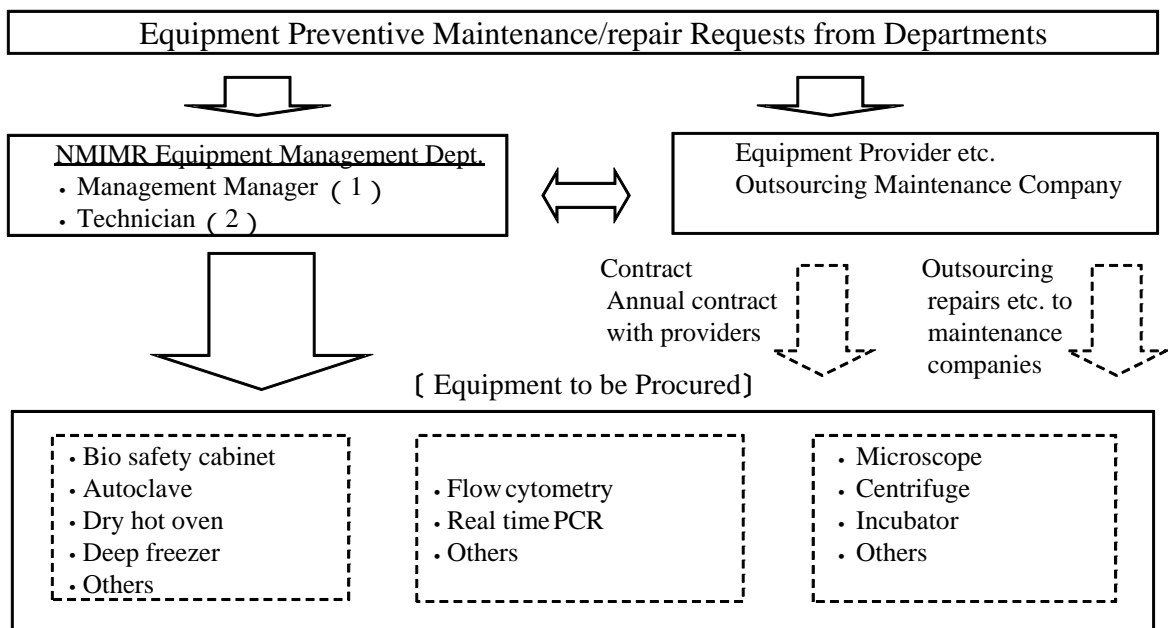 Equipment Preventive Maintenance/repair Requests from Departments
NMIMR Equipment Management Dept.
・Management Manager（1）
・Technician（2）
Equipment Provider etc.
Outsourcing Maintenance Company
Contract
Annual contract
with providers
Outsourcing
repairs etc. to
maintenance
companies
〔Equipment to be Procured〕
・Bio safety cabinet
・Autoclave
・Dry hot oven
・Deep freezer
・Others
・Flow cytometry
・Real time PCR
・Others
・Microscope
・Centrifuge
・Incubator
・Others